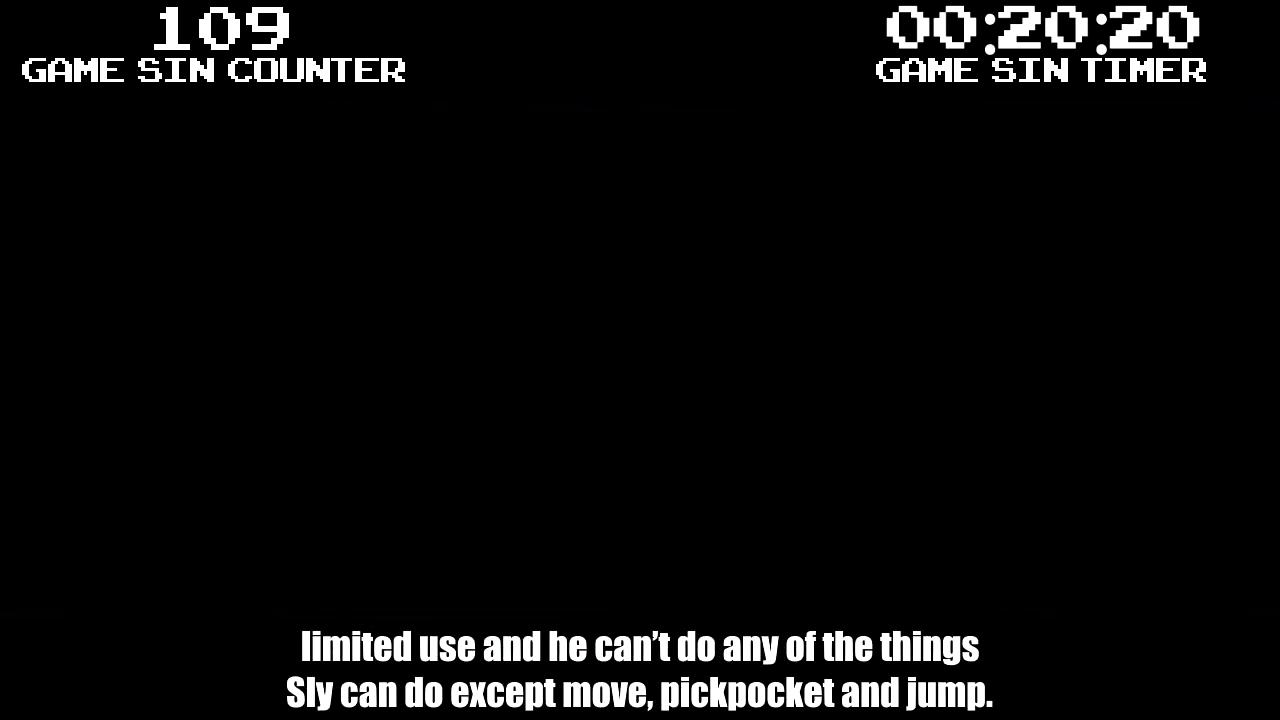 109
GAME SIN COUNTER
00:20:20
GAME SIN TIMER
limited use and he can’t do any of the things
Sly can do except move, pickpocket and jump.